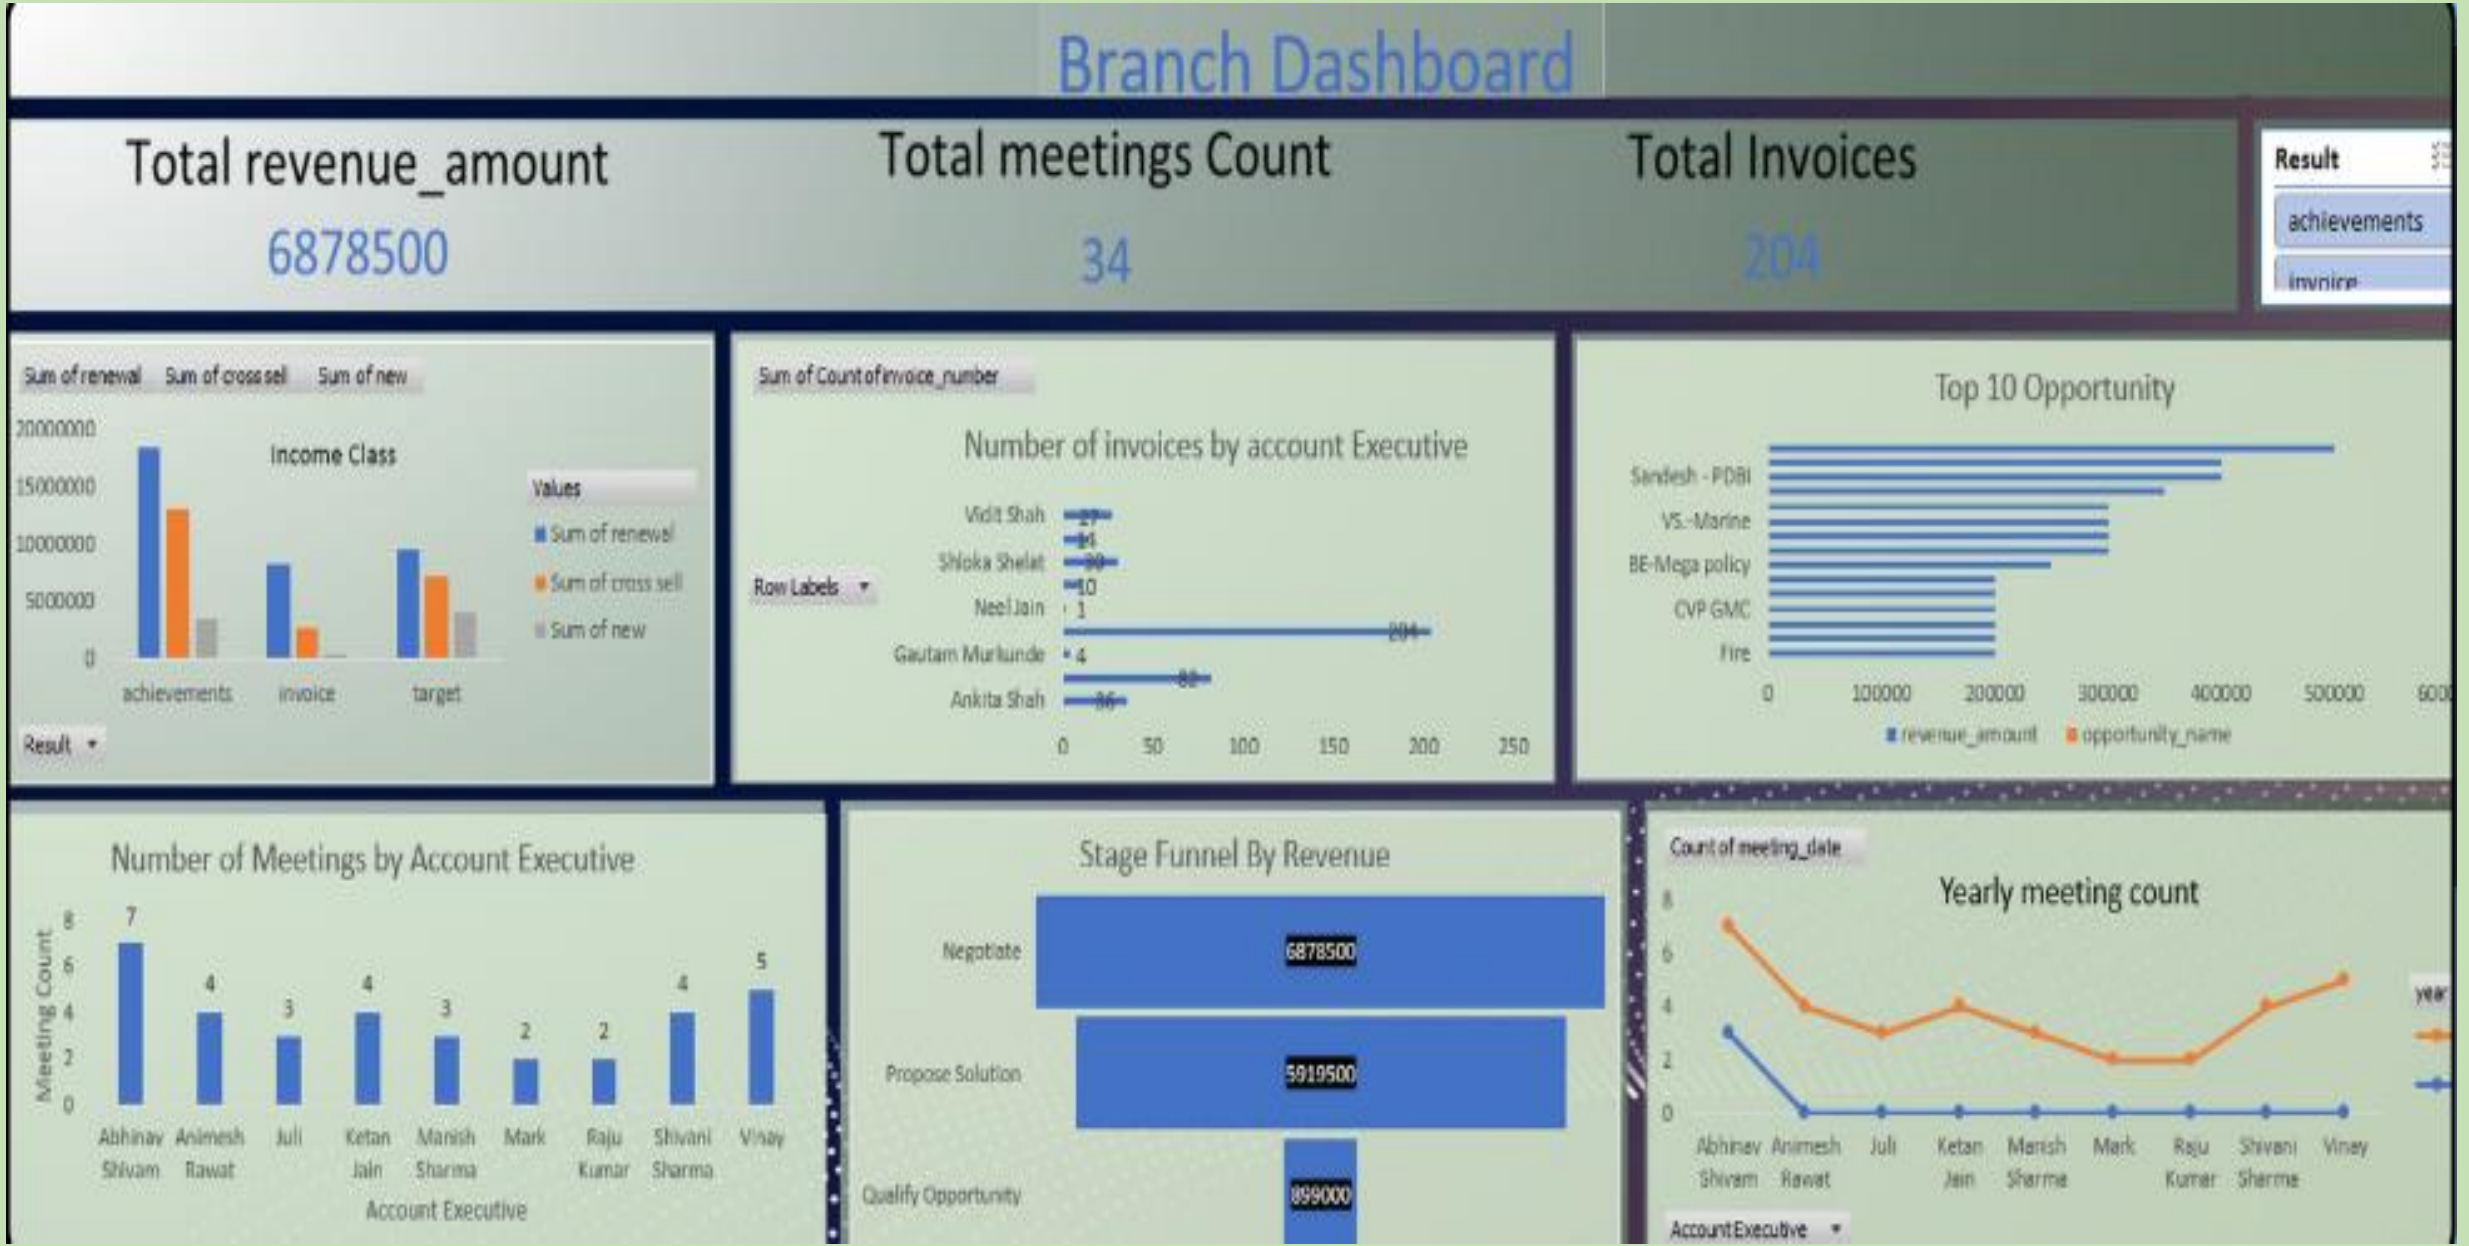 Branch Dashboard
Total revenue_amount
6878500
Total meetings Count
34
Total Invoices
204
Result
achievements
invoice
Sum of renewal Sum of cross sell Sum of new
Income Class
20000000
15000000
10000000
5000000
0
achievements invoice target
Values
Sum of renewal
Sum of cross sell
Sum of new
Result
Sum of Count of invoice_number
Number of invoices by account Executive
Row Labels
Vidit Shah 27
14
Shloka Shelat 30
10
Neel Jain 1
204
Gautam Murkunde 4
82
Ankita Shah 36
0 50 100 150 200 250
Top 10 Opportunity
Sandesh - PDBI
VS.-Marine
BE-Mega policy
CVP GMC
Fire
0 100000 200000 300000 400000 500000
revenue_amount opportunity_name
Number of Meetings by Account Executive
Meeting Count
8
6
4
2
0
7 4 3 4 3 2 2 4 5
Abhinav Animesh Juli Ketan Manish Mark Raju Shivani Vinay
Shivam Rawat Jain Sharma Kumar Sharma
Account Executive
Stage Funnel By Revenue
Negotiate 6878500
Propose Solution 5919500
Qualify Opportunity 899000
Count of meeting_date
Yearly meeting count
8
6
4
2
0
year
Abhinav Animesh Juli Ketan Manish Mark Raju Shivani Vinay
Shivam Rawat Jain Sharma Kumar Sharma
Account Executive